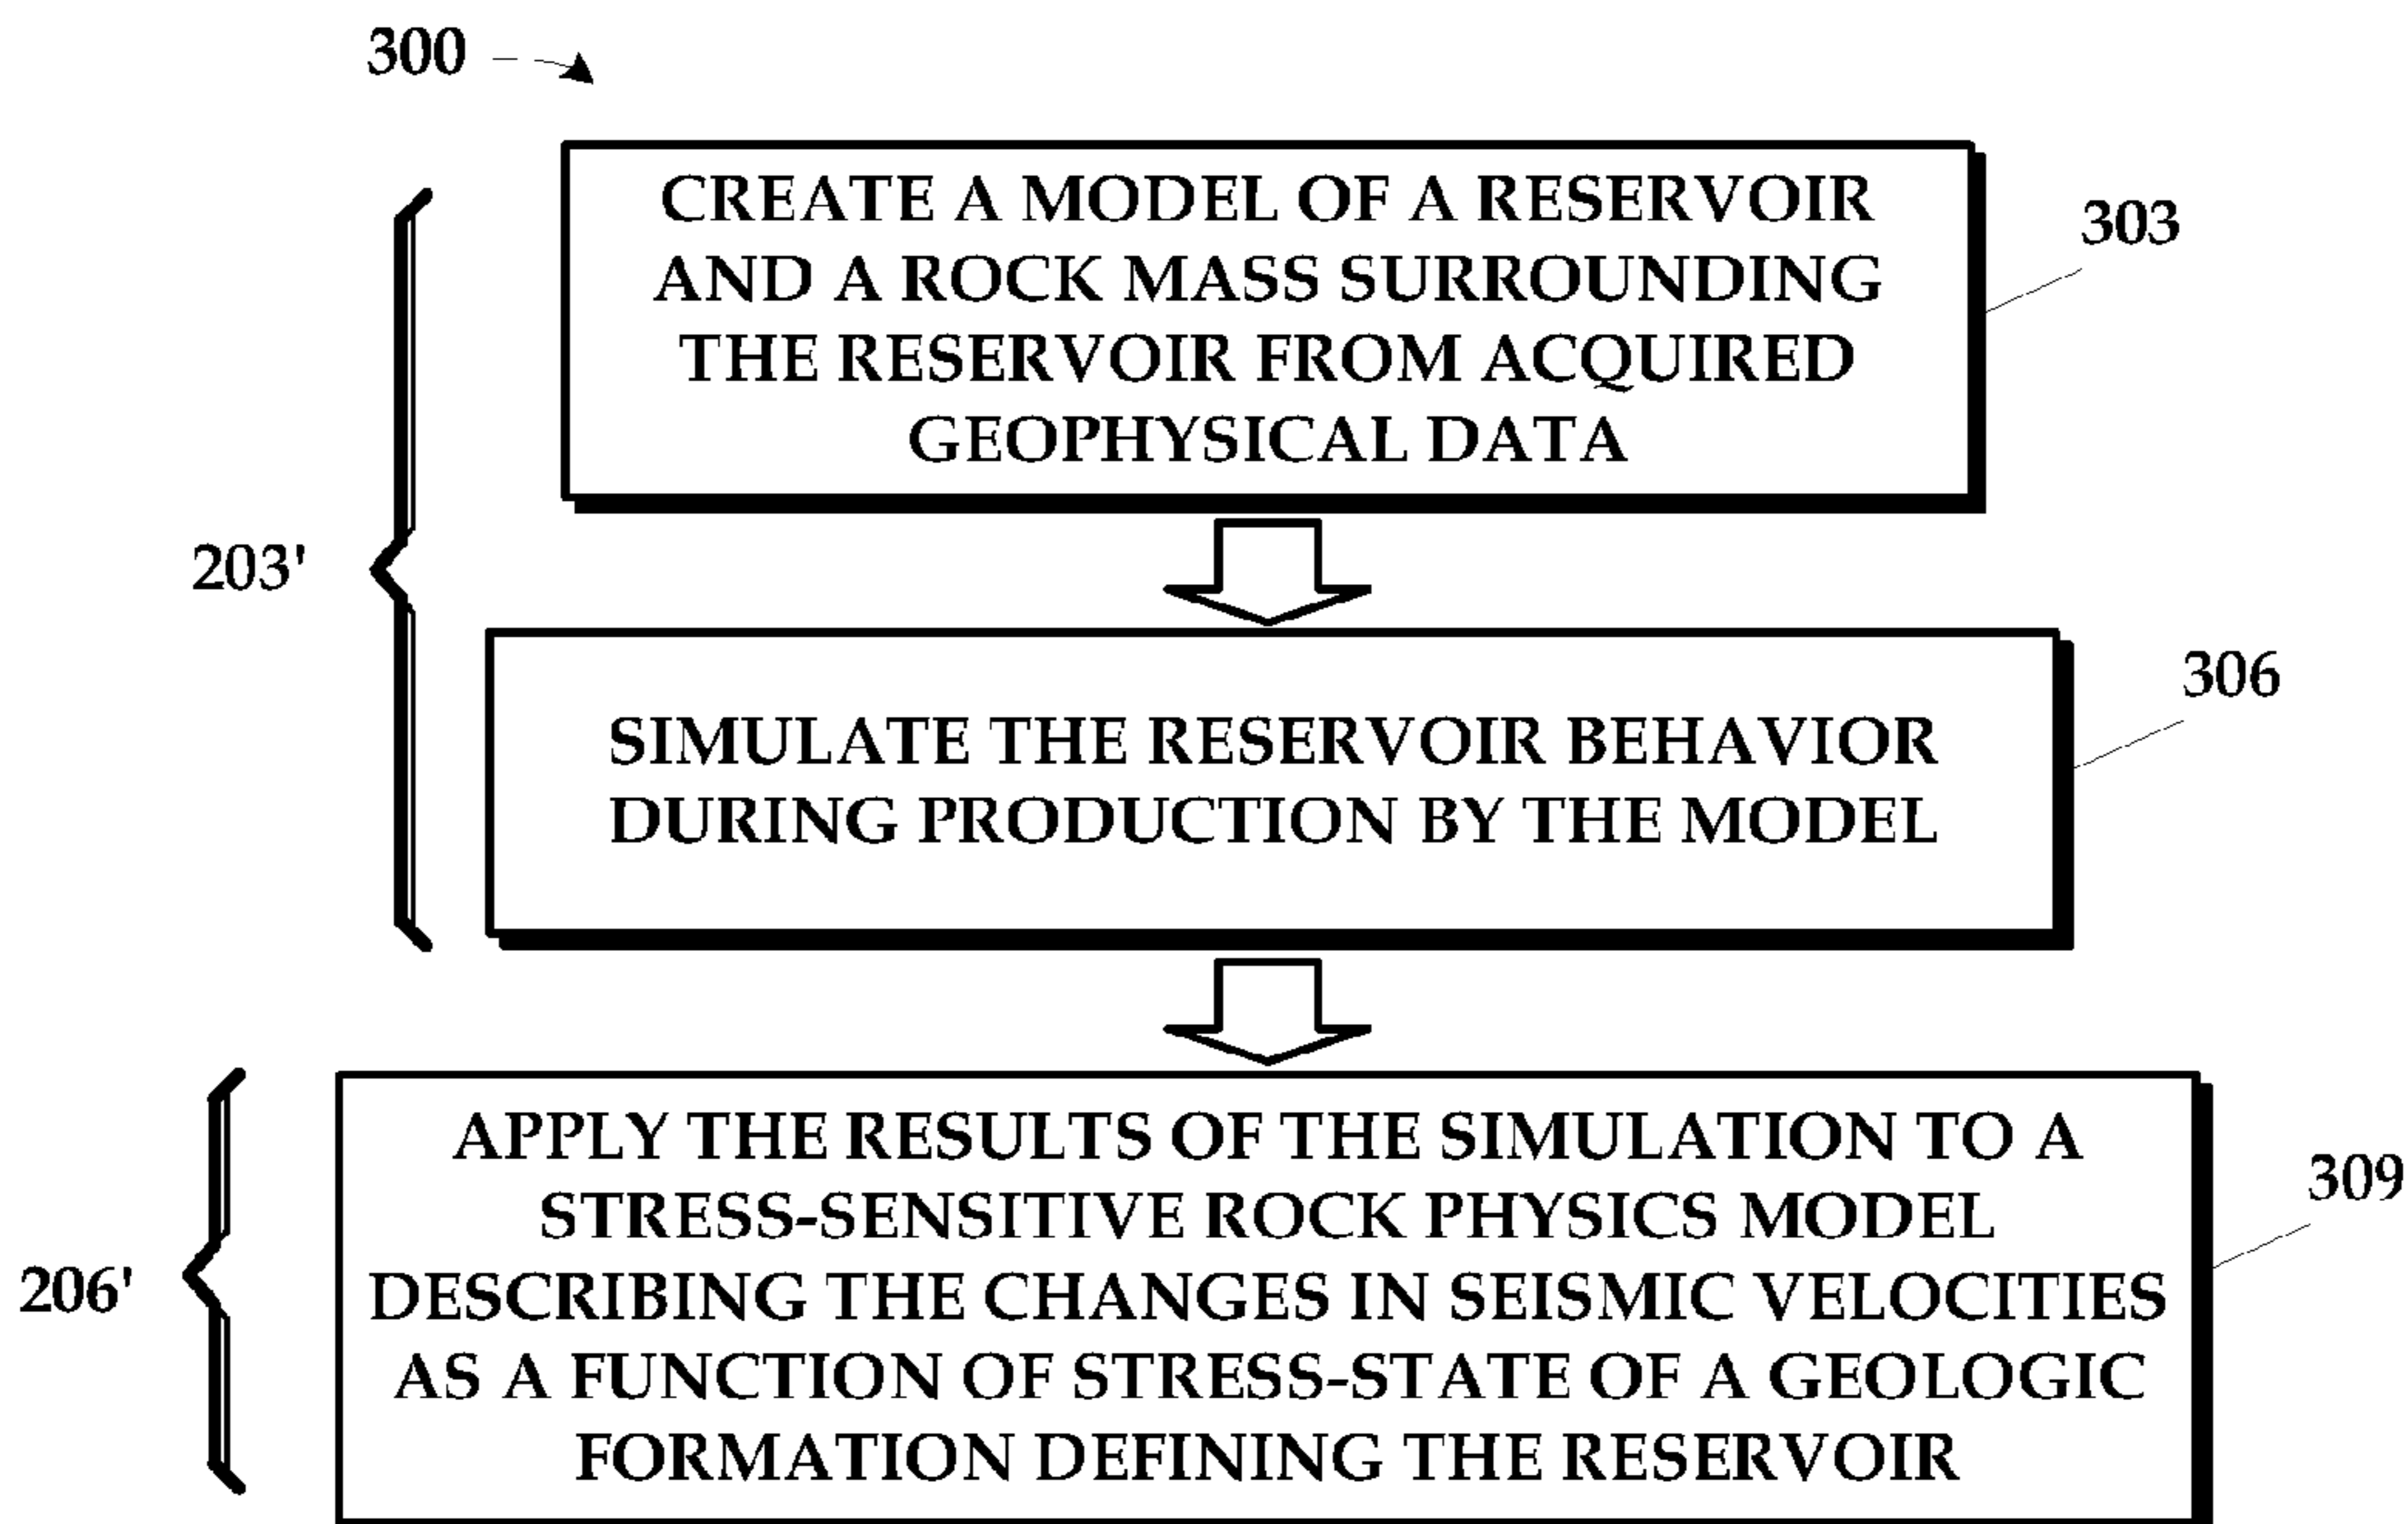 300
CREATE A MODEL OF A RESERVOIR
AND A ROCK MASS SURROUNDING
THE RESERVOIR FROM ACQUIRED
GEOPHYSICAL DATA
303
203'
SIMULATE THE RESERVOIR BEHAVIOR
DURING PRODUCTION BY THE MODEL
306
APPLY THE RESULTS OF THE SIMULATION TO A
STRESS-SENSITIVE ROCK PHYSICS MODEL
DESCRIBING THE CHANGES IN SEISMIC VELOCITIES
AS A FUNCTION OF STRESS-STATE OF A GEOLOGIC
FORMATION DEFINING THE RESERVOIR
309
206'